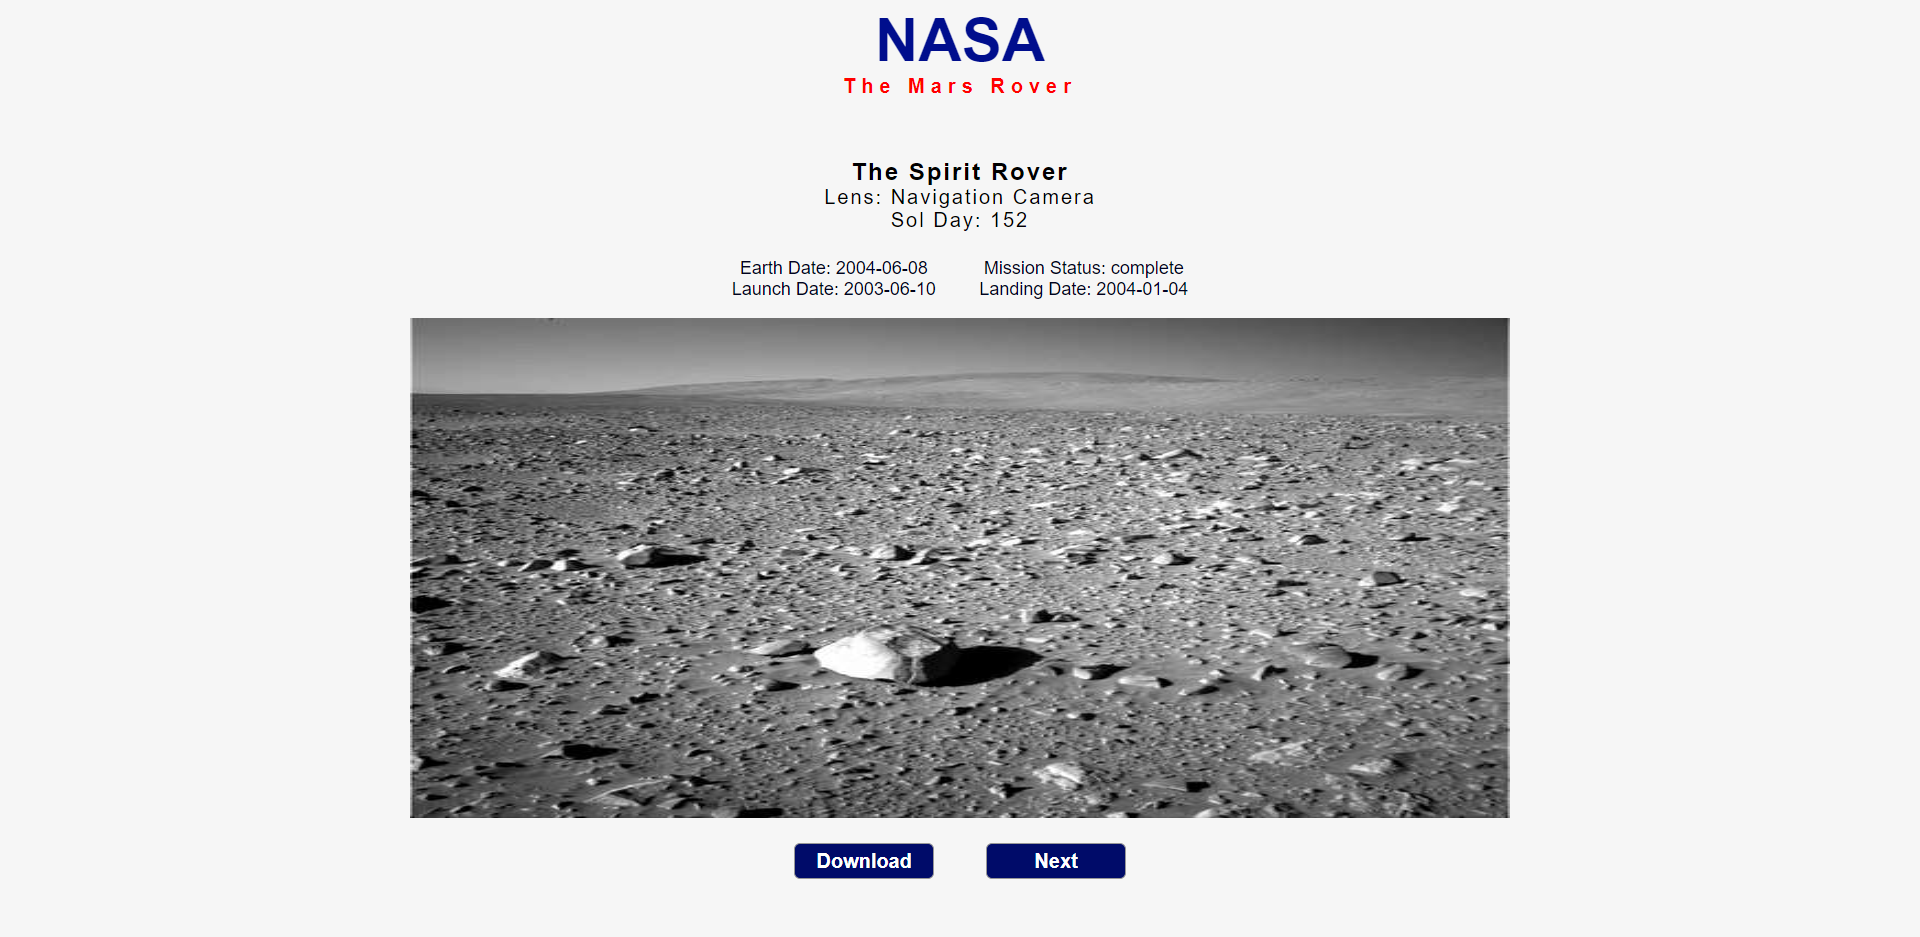 NASA
The Mars Rover
The Spirit Rover
Lens: Navigation Camera
Sol Day: 152
Earth Date: 2004-06-08
Mission Status: complete
Launch Date: 2003-06-10
Landing Date: 2004-01-04
Download
Next